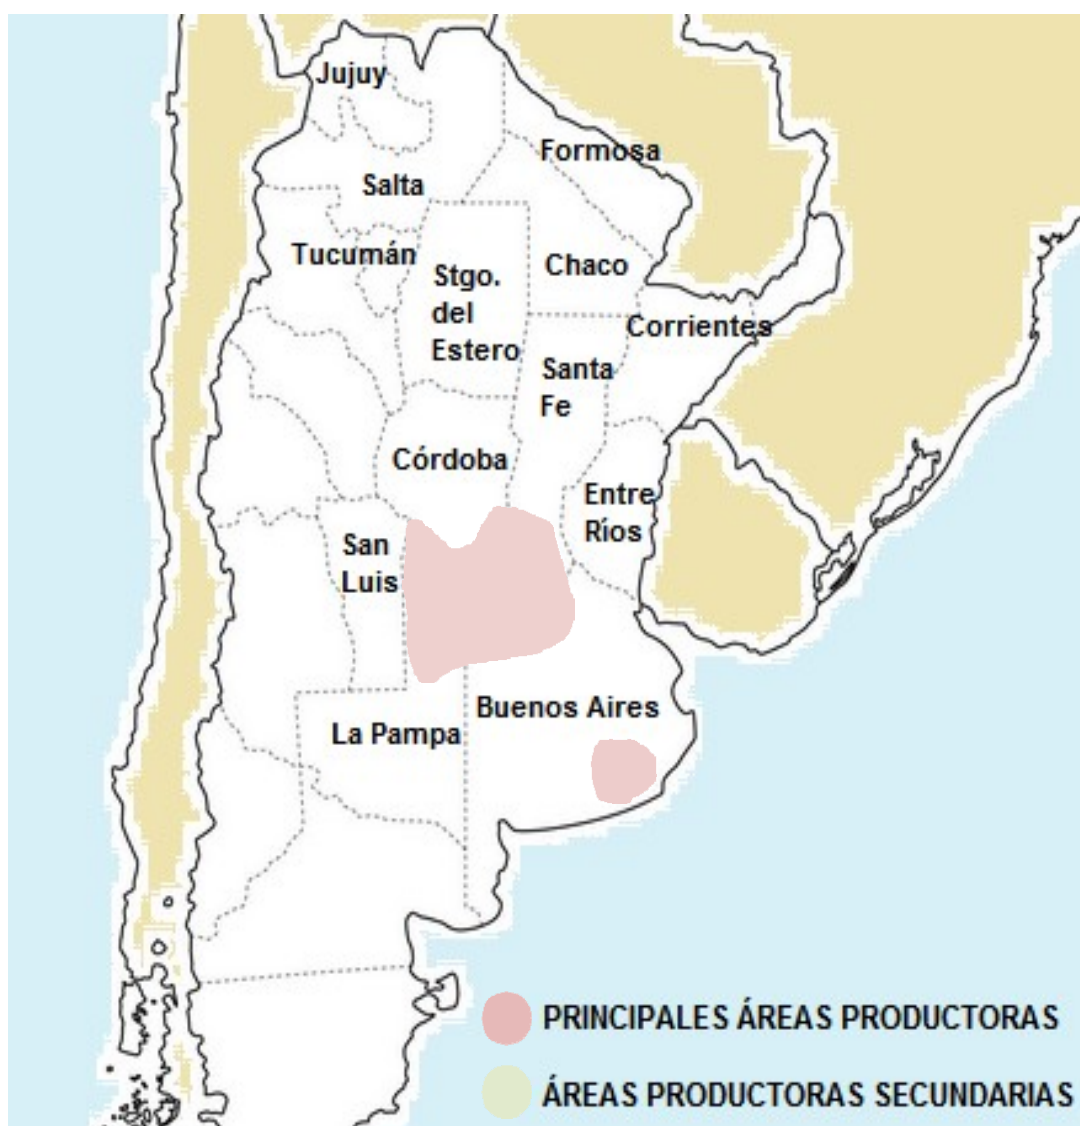 Jujuy
Formosa
Salta
Tucumán
Chaco
Stgo.
del
Estero
Corrientes
Santa
Fe
Córdoba
Entre
Ríos
San
Luis
Buenos Aires
La Pampa
PRINCIPALES ÁREAS PRODUCTORAS
ÁREAS PRODUCTORAS SECUNDARIAS